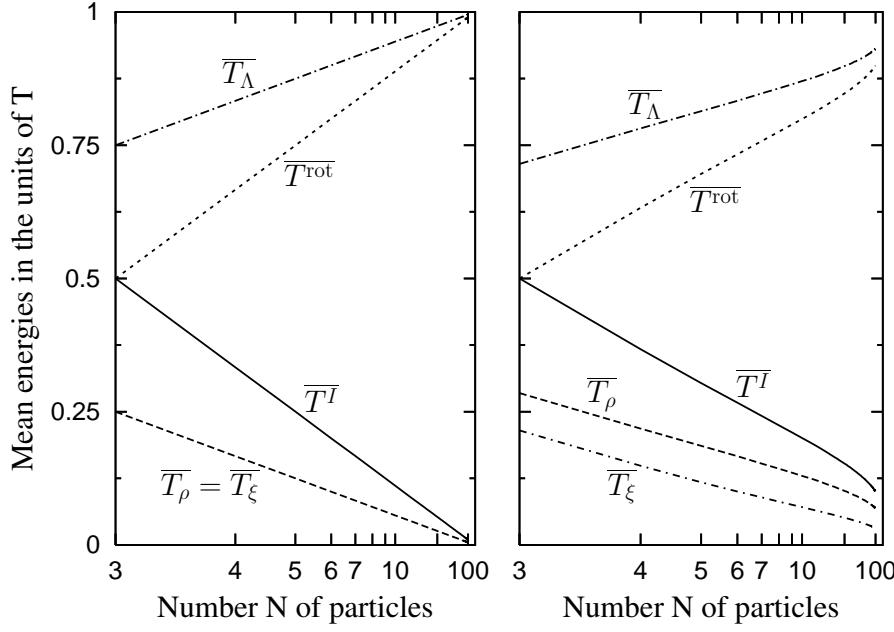 Mean energies in the units of T
1
0.75
0.5
0.25
0
3 4 5 6 7 10 100
Number N of particles
T_Λ
T^rot
T^I
T_ρ = T_ξ
3 4 5 6 7 10 100
Number N of particles
T_Λ
T^rot
T^I
T_ρ
T_ξ